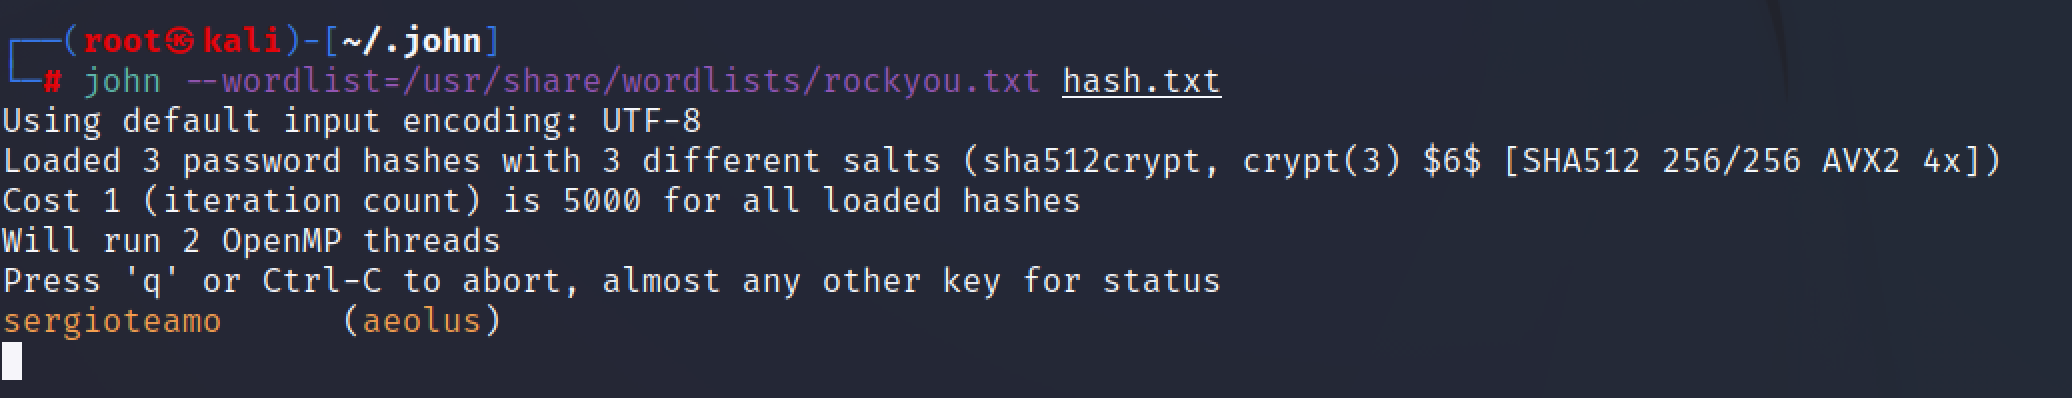 ┌──(root㉿kali)-[~/.john]
└─# john --wordlist=/usr/share/wordlists/rockyou.txt hash.txt
Using default input encoding: UTF-8
Loaded 3 password hashes with 3 different salts (sha512crypt, crypt(3) $6$ [SHA512 256/256 AVX2 4x])
Cost 1 (iteration count) is 5000 for all loaded hashes
Will run 2 OpenMP threads
Press 'q' or Ctrl-C to abort, almost any other key for status
sergioteamo      (aeolus)